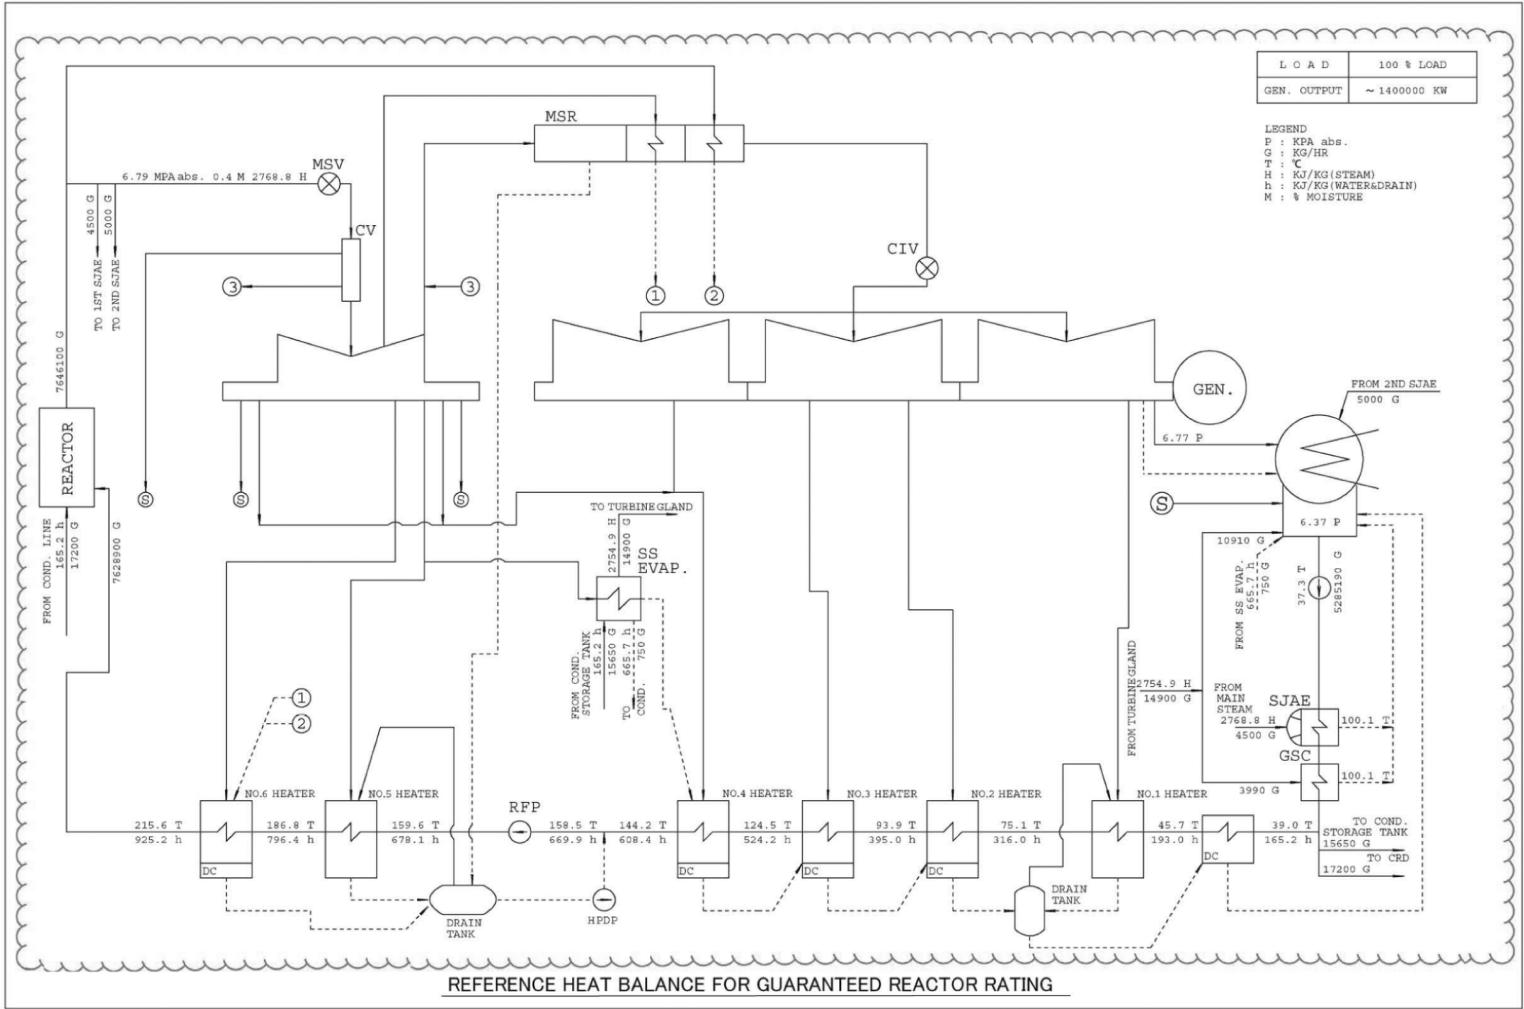 LOAD 100 % LOAD
GEN. OUTPUT ~ 1400000 KW
LEGEND
P : KPA abs.
G : KG/HR
T : ℃
H : KJ/KG(STEAM)
h : KJ/KG(WATER&DRAIN)
M : % MOISTURE
MSR
MSV
6.79 MPAabs. 0.4 M 2768.8 H
4500 G
5000 G
TO 1ST SJAE
TO 2ND SJAE
CV
CIV
3
3
1
2
7646100 G
REACTOR
GEN.
FROM 2ND SJAE
5000 G
6.77 P
S
S
S
S
6.37 P
FROM COND. LINE
165.2 h
17200 G
7628900 G
TO TURBINE GLAND
2754.9 H
14900 G
SS
EVAP.
FROM COND.
STORAGE TANK
165.2 h
15650 G
TO
COND.
665.7 h
750 G
10910 G
FROM SS EVAP.
665.7 h
750 G
37.3 T
5285190 G
FROM TURBINE GLAND
2754.9 H
14900 G
FROM
MAIN
STEAM
2768.8 H
4500 G
SJAE
100.1 T
GSC
100.1 T
3990 G
1
2
NO.6 HEATER
NO.5 HEATER
RFP
NO.4 HEATER
NO.3 HEATER
NO.2 HEATER
NO.1 HEATER
215.6 T
925.2 h
186.8 T
796.4 h
159.6 T
678.1 h
158.5 T
669.9 h
144.2 T
608.4 h
124.5 T
524.2 h
93.9 T
395.0 h
75.1 T
316.0 h
45.7 T
193.0 h
39.0 T
165.2 h
TO COND.
STORAGE TANK
15650 G
TO CRD
17200 G
DC
DC
DC
DC
DC
DRAIN
TANK
HPDP
DRAIN
TANK
REFERENCE HEAT BALANCE FOR GUARANTEED REACTOR RATING